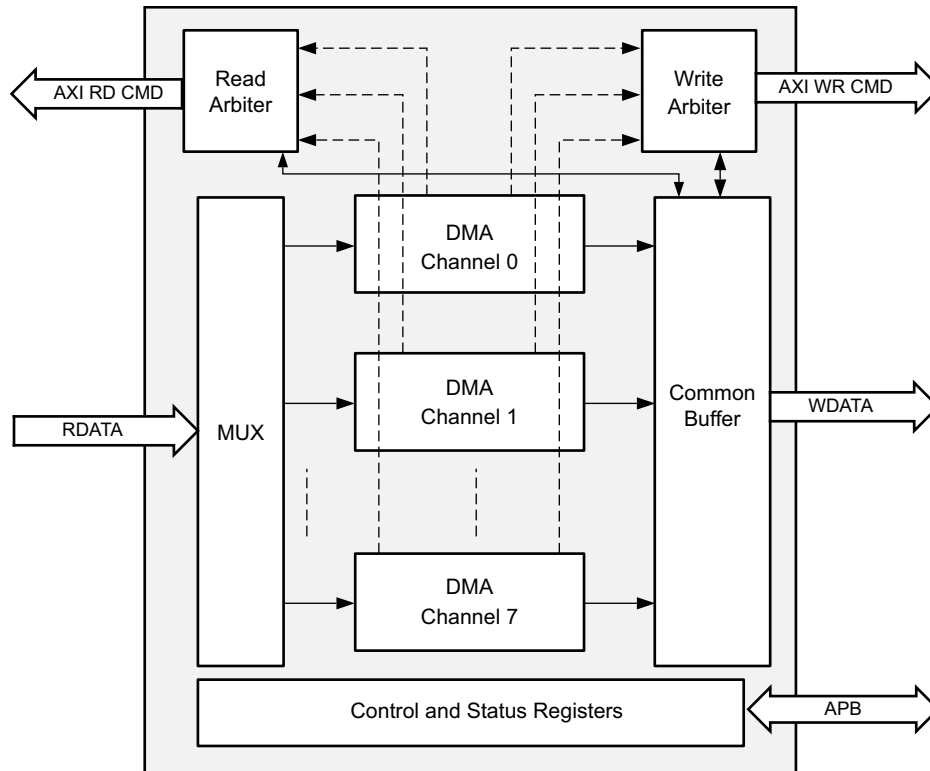 Read
Arbiter
Write
Arbiter
AXI RD CMD
AXI WR CMD
DMA
Channel 0
DMA
Channel 1
Common
Buffer
RDATA
MUX
WDATA
DMA
Channel 7
Control and Status Registers
APB